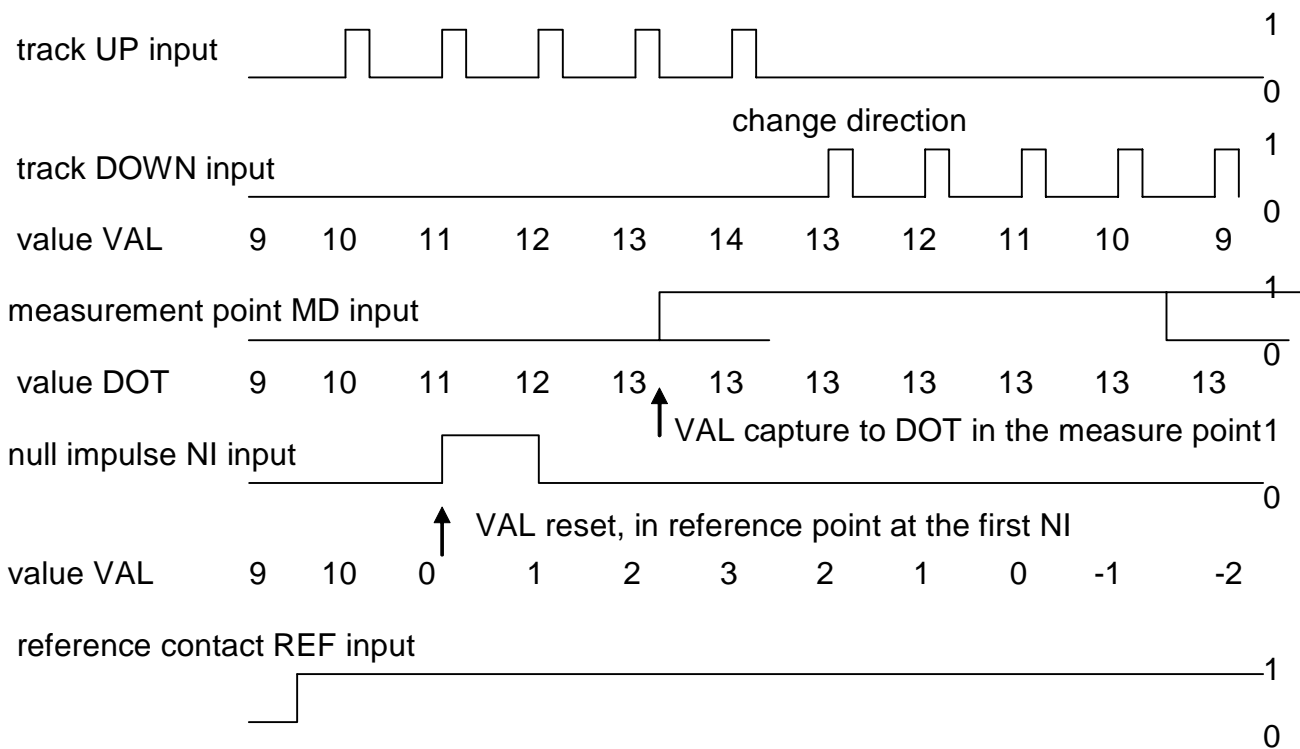 1
track UP input
0
change direction
1
track DOWN input
0
value VAL 9 10 11 12 13 14 13 12 11 10 9
1
measurement point MD input
0
value DOT 9 10 11 12 13 13 13 13 13 13 13
VAL capture to DOT in the measure point 1
null impulse NI input
0
VAL reset, in reference point at the first NI
value VAL 9 10 0 1 2 3 2 1 0 -1 -2
reference contact REF input
1
0